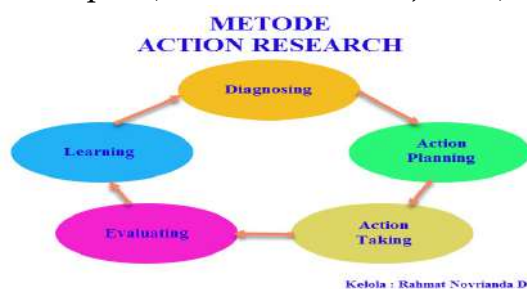 METODE
ACTION RESEARCH
Diagnosing
Action
Planning
Action
Taking
Evaluating
Learning
Kelola : Rahmat Novrianda D